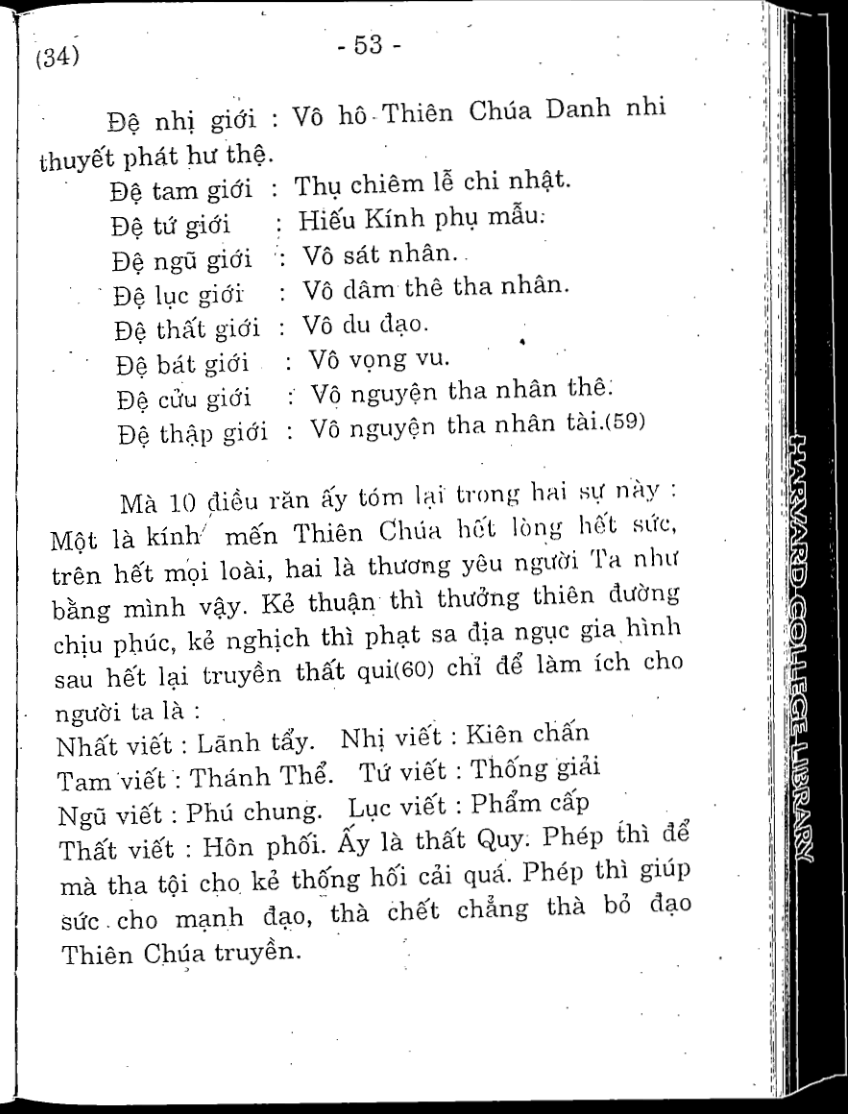 (34)
- 53 -
Đệ nhị giới : Vô hô Thiên Chúa Danh nhi
thuyết phát hư thệ.
Đệ tam giới : Thụ chiêm lễ chi nhật.
Đệ tứ giới : Hiếu Kính phụ mẫu.
Đệ ngũ giới : Vô sát nhân.
Đệ lục giới : Vô dâm thê tha nhân.
Đệ thất giới : Vô du đạo.
Đệ bát giới : Vô vọng vu.
Đệ cửu giới : Vô nguyện tha nhân thê.
Đệ thập giới : Vô nguyện tha nhân tài.(59)
Mà 10 điều răn ấy tóm lại trong hai sự này :
Một là kính mến Thiên Chúa hết lòng hết sức,
trên hết mọi loài, hai là thương yêu người Ta như
bằng mình vậy. Kẻ thuận thì thưởng thiên đường
chịu phúc, kẻ nghịch thì phạt sa địa ngục gia hình
sau hết lại truyền thất qui(60) chỉ để làm ích cho
người ta là :
Nhất viết : Lãnh tẩy. Nhị viết : Kiên chấn
Tam viết : Thánh Thể. Tứ viết : Thống giải
Ngũ viết : Phú chung. Lục viết : Phẩm cấp
Thất viết : Hôn phối. Ấy là thất Quy. Phép thì để
mà tha tội cho kẻ thống hối cải quá. Phép thì giúp
sức cho mạnh đạo, thà chết chẳng thà bỏ đạo
Thiên Chúa truyền.
HARVARD COLLEGE LIBRARY